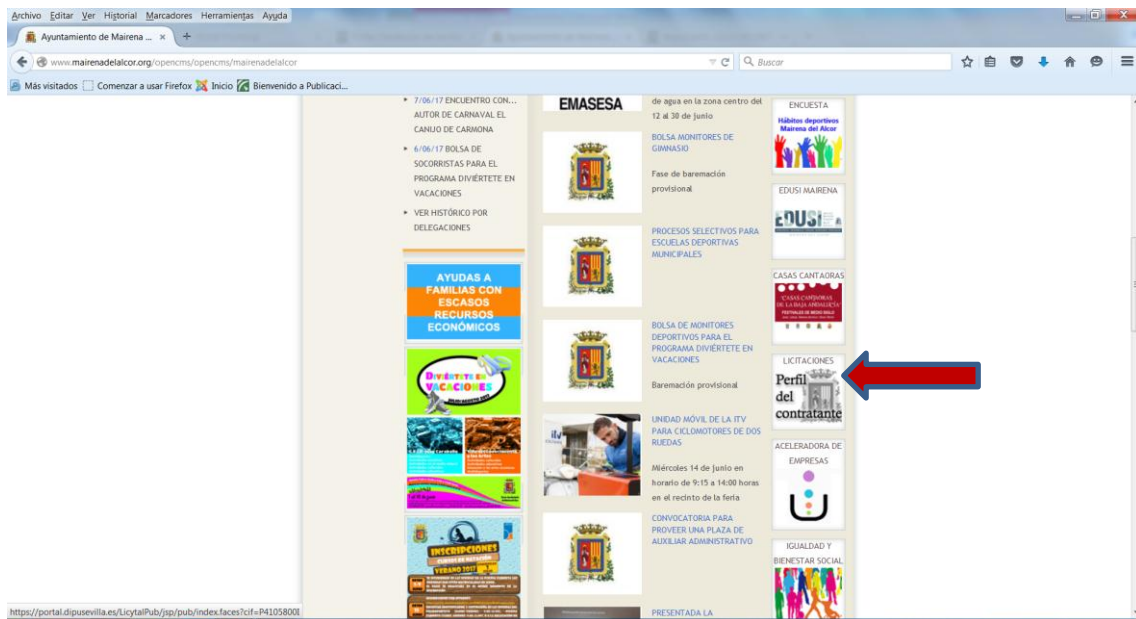 Archivo Editar Ver Historial Marcadores Herramientas Ayuda
Ayuntamiento de Mairena ... × +
www.mairenadelalcor.org/opencms/opencms/mairenadelalcor
Buscar
Más visitados Comenzar a usar Firefox Inicio Bienvenido a Publicaci...
7/06/17 ENCUENTRO CON...
AUTOR DE CARNAVAL EL
CANIJO DE CARMONA
6/06/17 BOLSA DE
SOCORRISTAS PARA EL
PROGRAMA DIVIÉRTETE EN
VACACIONES
VER HISTÓRICO POR
DELEGACIONES
AYUDAS A
FAMILIAS CON
ESCASOS
RECURSOS
ECONÓMICOS
DIVIÉRTETE EN
VACACIONES
INSCRIPCIONES
CURSOS DE NATACIÓN
VERANO 2017
EMASESA
de agua en la zona centro del
12 al 30 de junio
BOLSA MONITORES DE
GIMNASIO
Fase de baremación
provisional
PROCESOS SELECTIVOS PARA
ESCUELAS DEPORTIVAS
MUNICIPALES
BOLSA DE MONITORES
DEPORTIVOS PARA EL
PROGRAMA DIVIÉRTETE EN
VACACIONES
Baremación provisional
itv
UNIDAD MÓVIL DE LA ITV
PARA CICLOMOTORES DE DOS
RUEDAS
Miércoles 14 de junio en
horario de 9:15 a 14:00 horas
en el recinto de la feria
CONVOCATORIA PARA
PROVEER UNA PLAZA DE
AUXILIAR ADMINISTRATIVO
PRESENTADA LA
ENCUESTA
Hábitos deportivos
Mairena del Alcor
EDUSI MAIRENA
EDUSI
CASAS CANTAORAS
CASAS CANTAORAS
DE LA BAJA ANDALUCÍA
FESTIVALES DE MEDIO SIGLO
LICITACIONES
Perfil
del
contratante
ACELERADORA DE
EMPRESAS
IGUALDAD Y
BIENESTAR SOCIAL
https://portal.dipusevilla.es/LicytalPub/jsp/pub/index.faces?cif=P4105800I